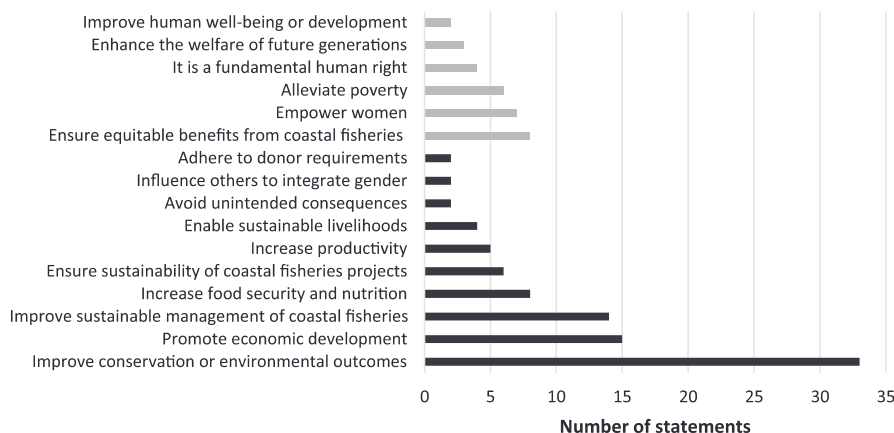 Improve human well-being or development
Enhance the welfare of future generations
It is a fundamental human right
Alleviate poverty
Empower women
Ensure equitable benefits from coastal fisheries
Adhere to donor requirements
Influence others to integrate gender
Avoid unintended consequences
Enable sustainable livelihoods
Increase productivity
Ensure sustainability of coastal fisheries projects
Increase food security and nutrition
Improve sustainable management of coastal fisheries
Promote economic development
Improve conservation or environmental outcomes
0 5 10 15 20 25 30 35
Number of statements